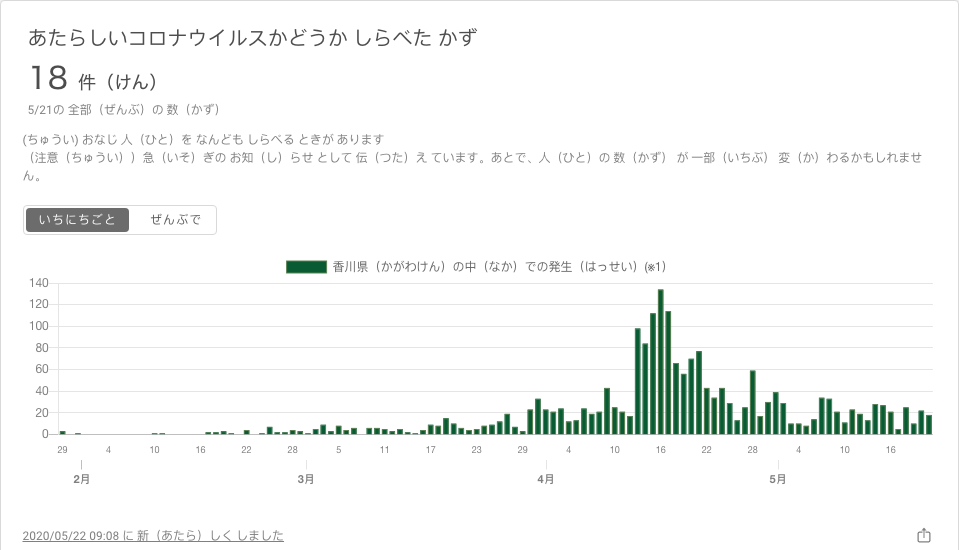 あたらしいコロナウイルスかどうか しらべた かず
18 件（けん）
5/21の 全部（ぜんぶ）の 数（かず）
(ちゅうい) おなじ 人（ひと）を なんども しらべる ときが あります
（注意（ちゅうい））急（いそ）ぎの お知（し）らせ として 伝（つた）え ています。あとで、人（ひと）の 数（かず） が 一部（いちぶ） 変（か）わるかもしれませ
ん。
いちにちごと ぜんぶで
香川県（かがわけん）の中（なか）での発生（はっせい）(※1)
140
120
100
80
60
40
20
0
29 4 10 16 22 28 5 11 17 23 29 4 10 16 22 28 4 10 16
2月 3月 4月 5月
2020/05/22 09:08 に 新（あたら）しく しました